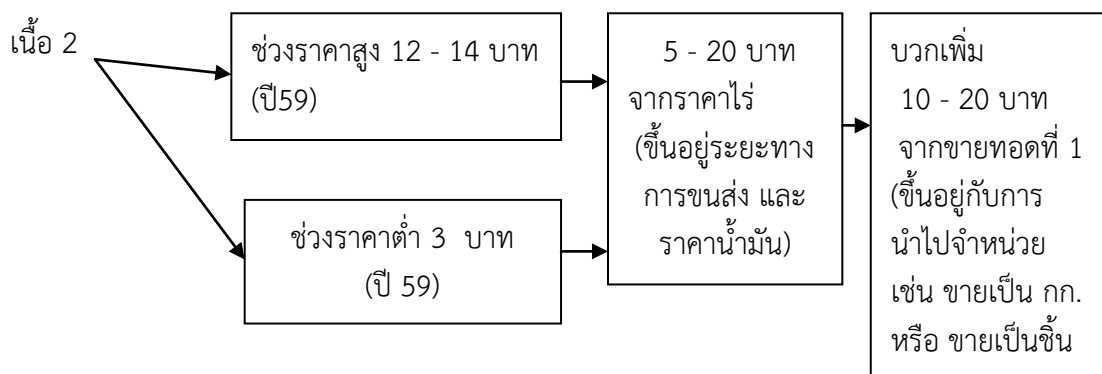 เนื้อ 2
ช่วงราคาสูง 12 - 14 บาท
(ปี59)
ช่วงราคาต่ำ 3 บาท
(ปี 59)
5 - 20 บาท
จากราคาไร่
(ขึ้นอยู่ระยะทาง
การขนส่ง และ
ราคาน้ำมัน)
บวกเพิ่ม
10 - 20 บาท
จากขายทอดที่ 1
(ขึ้นอยู่กับการ
นำไปจำหน่วย
เช่น ขายเป็น กก.
หรือ ขายเป็นชิ้น